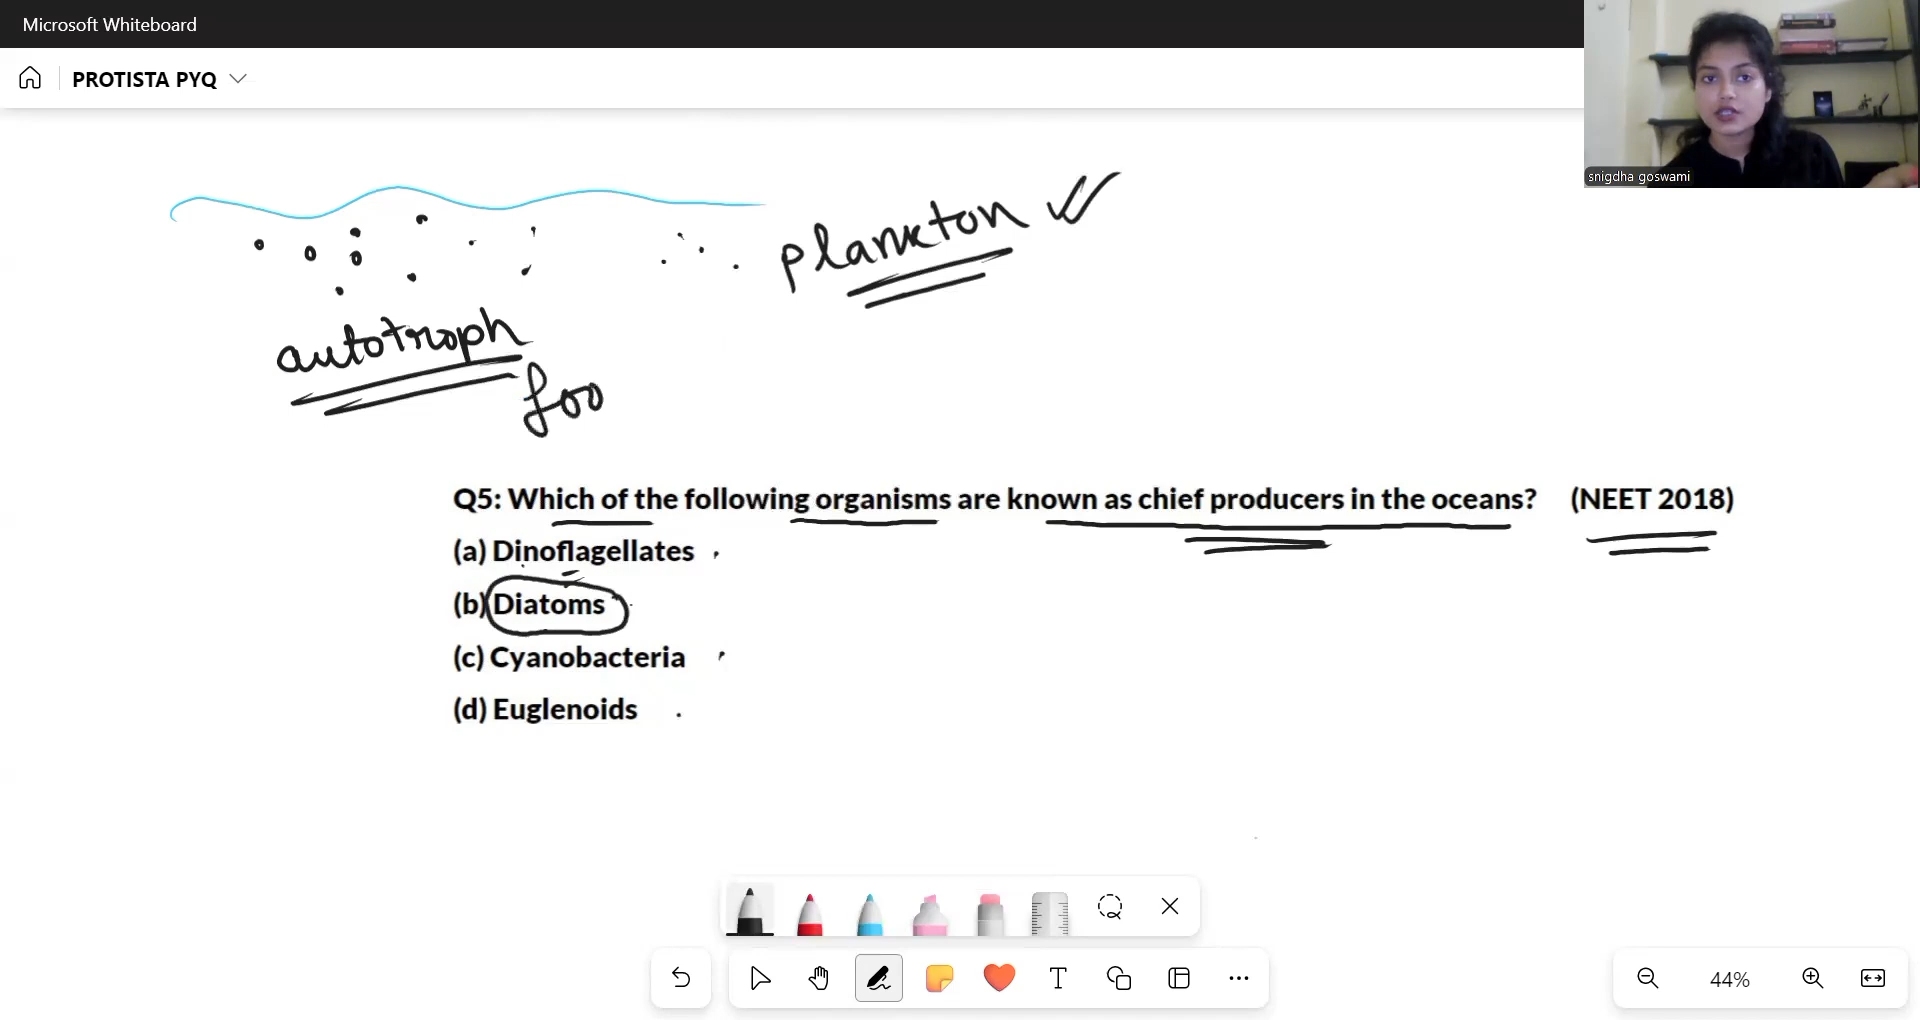 Microsoft Whiteboard
PROTISTA PYQ
snigdha goswami
plankton
autotroph
foo
Q5: Which of the following organisms are known as chief producers in the oceans? (NEET 2018)
(a) Dinoflagellates
(b) Diatoms
(c) Cyanobacteria
(d) Euglenoids
T
44%